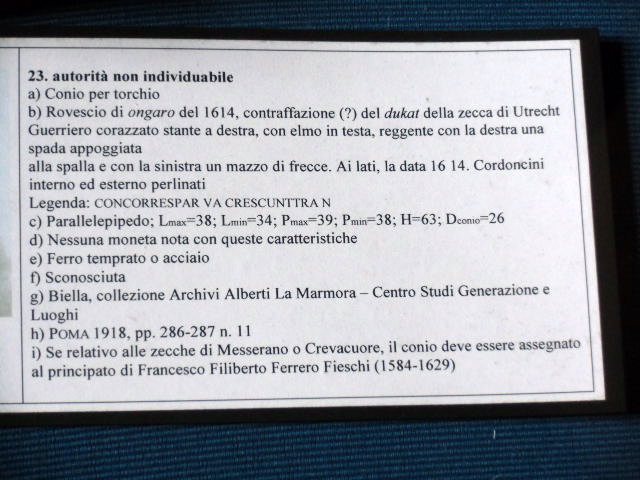 23. autorità non individuabile
a) Conio per torchio
b) Rovescio di ongaro del 1614, contraffazione (?) del dukat della zecca di Utrecht
Guerriero corazzato stante a destra, con elmo in testa, reggente con la destra una
spada appoggiata
alla spalla e con la sinistra un mazzo di frecce. Ai lati, la data 16 14. Cordoncini
interno ed esterno perlinati
Legenda: CONCORRESPAR VA CRESCUNTTRA N
c) Parallelepipedo; Lmax=38; Lmin=34; Pmax=39; Pmin=38; H=63; Dconio=26
d) Nessuna moneta nota con queste caratteristiche
e) Ferro temprato o acciaio
f) Sconosciuta
g) Biella, collezione Archivi Alberti La Marmora – Centro Studi Generazione e
Luoghi
h) POMA 1918, pp. 286-287 n. 11
i) Se relativo alle zecche di Messerano o Crevacuore, il conio deve essere assegnato
al principato di Francesco Filiberto Ferrero Fieschi (1584-1629)